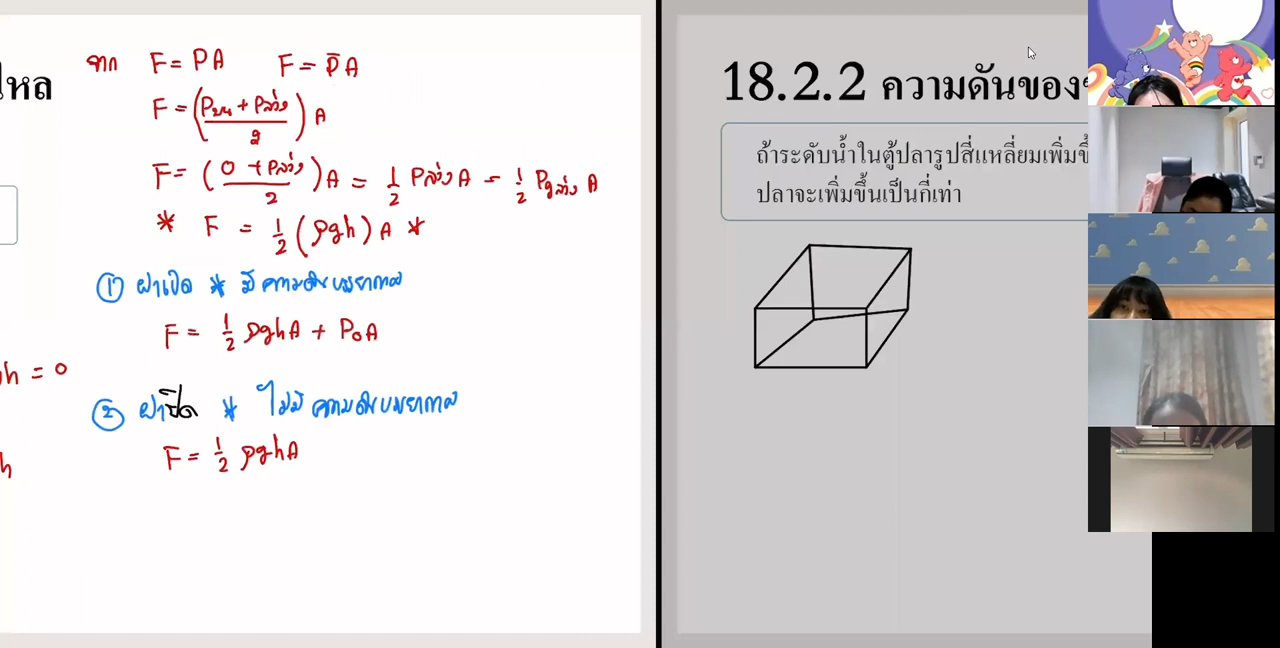 ไหล
จาก F = PA F = P̄A
F = (Pบน + Pล่าง / 2) A
F = (0 + Pล่าง / 2) A = 1/2 Pล่าง A = 1/2 Pgล่าง A
* F = 1/2 (ρgh) A *
① ฝาเปิด * มีความดันบรรยากาศ
F = 1/2 ρghA + P₀A
h = 0
② ฝาปิด * ไม่มีความดันบรรยากาศ
F = 1/2 ρghA
h
18.2.2 ความดันของ
ถ้าระดับน้ำในตู้ปลารูปสี่เหลี่ยมเพิ่มขึ้
ปลาจะเพิ่มขึ้นเป็นกี่เท่า